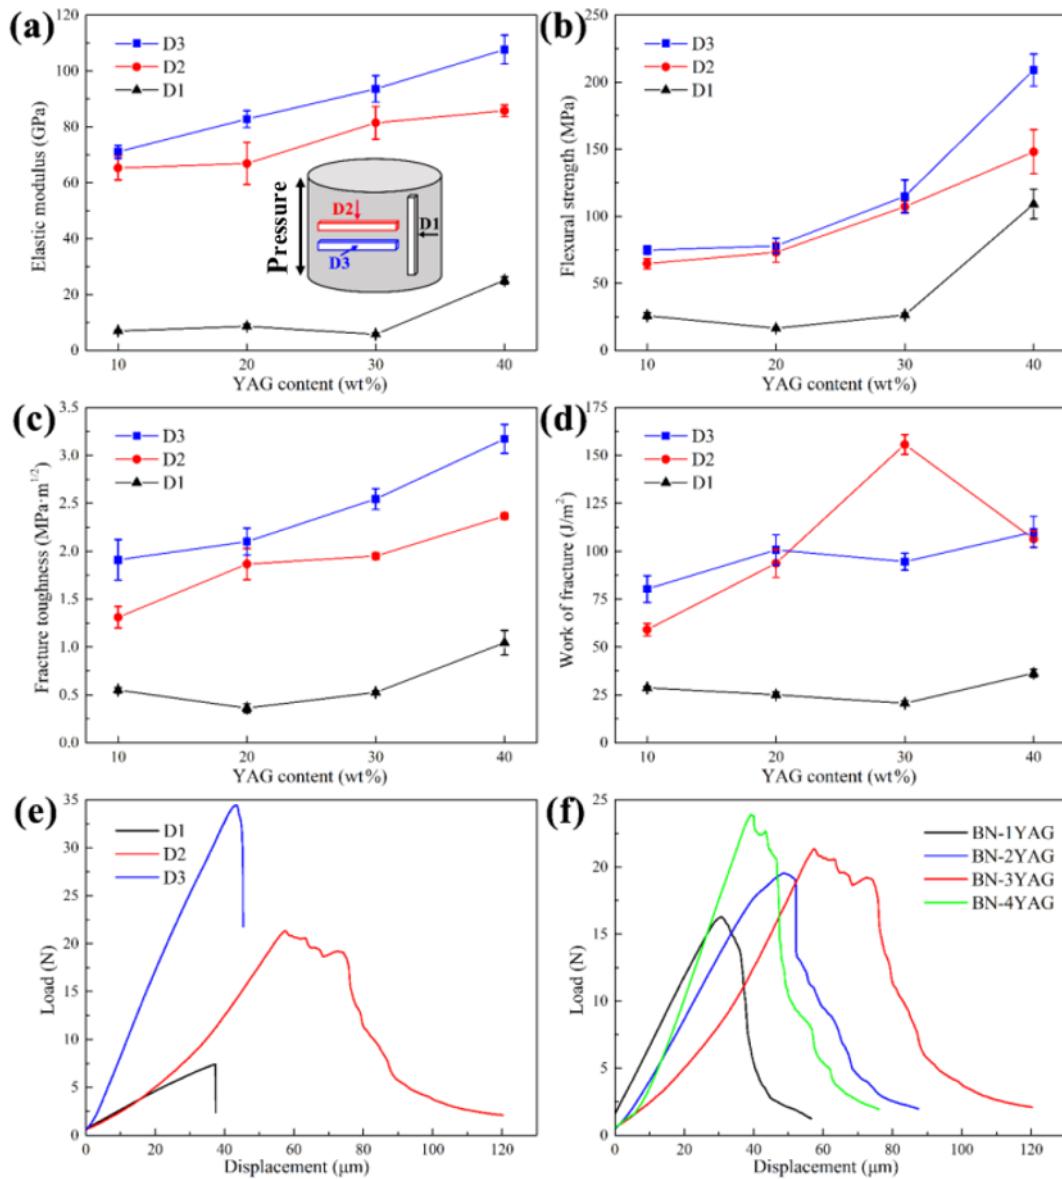 (a)
120
100
80
60
40
20
0
Elastic modulus (GPa)
D3
D2
D1
Pressure
D2
D1
D3
10
20
30
40
YAG content (wt%)
(b)
250
200
150
100
50
0
Flexural strength (MPa)
D3
D2
D1
10
20
30
40
YAG content (wt%)
(c)
3.5
3.0
2.5
2.0
1.5
1.0
0.5
0.0
Fracture toughness (MPa·m1/2)
D3
D2
D1
10
20
30
40
YAG content (wt%)
(d)
175
150
125
100
75
50
25
0
Work of fracture (J/m2)
D3
D2
D1
10
20
30
40
YAG content (wt%)
(e)
35
30
25
20
15
10
5
0
Load (N)
D1
D2
D3
0
20
40
60
80
100
120
Displacement (μm)
(f)
25
20
15
10
5
0
Load (N)
BN-1YAG
BN-2YAG
BN-3YAG
BN-4YAG
0
20
40
60
80
100
120
Displacement (μm)